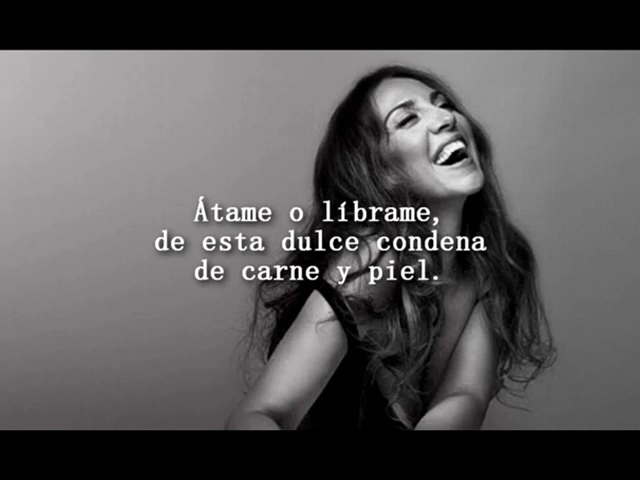 Átame o líbrame,
de esta dulce condena
de carne y piel.